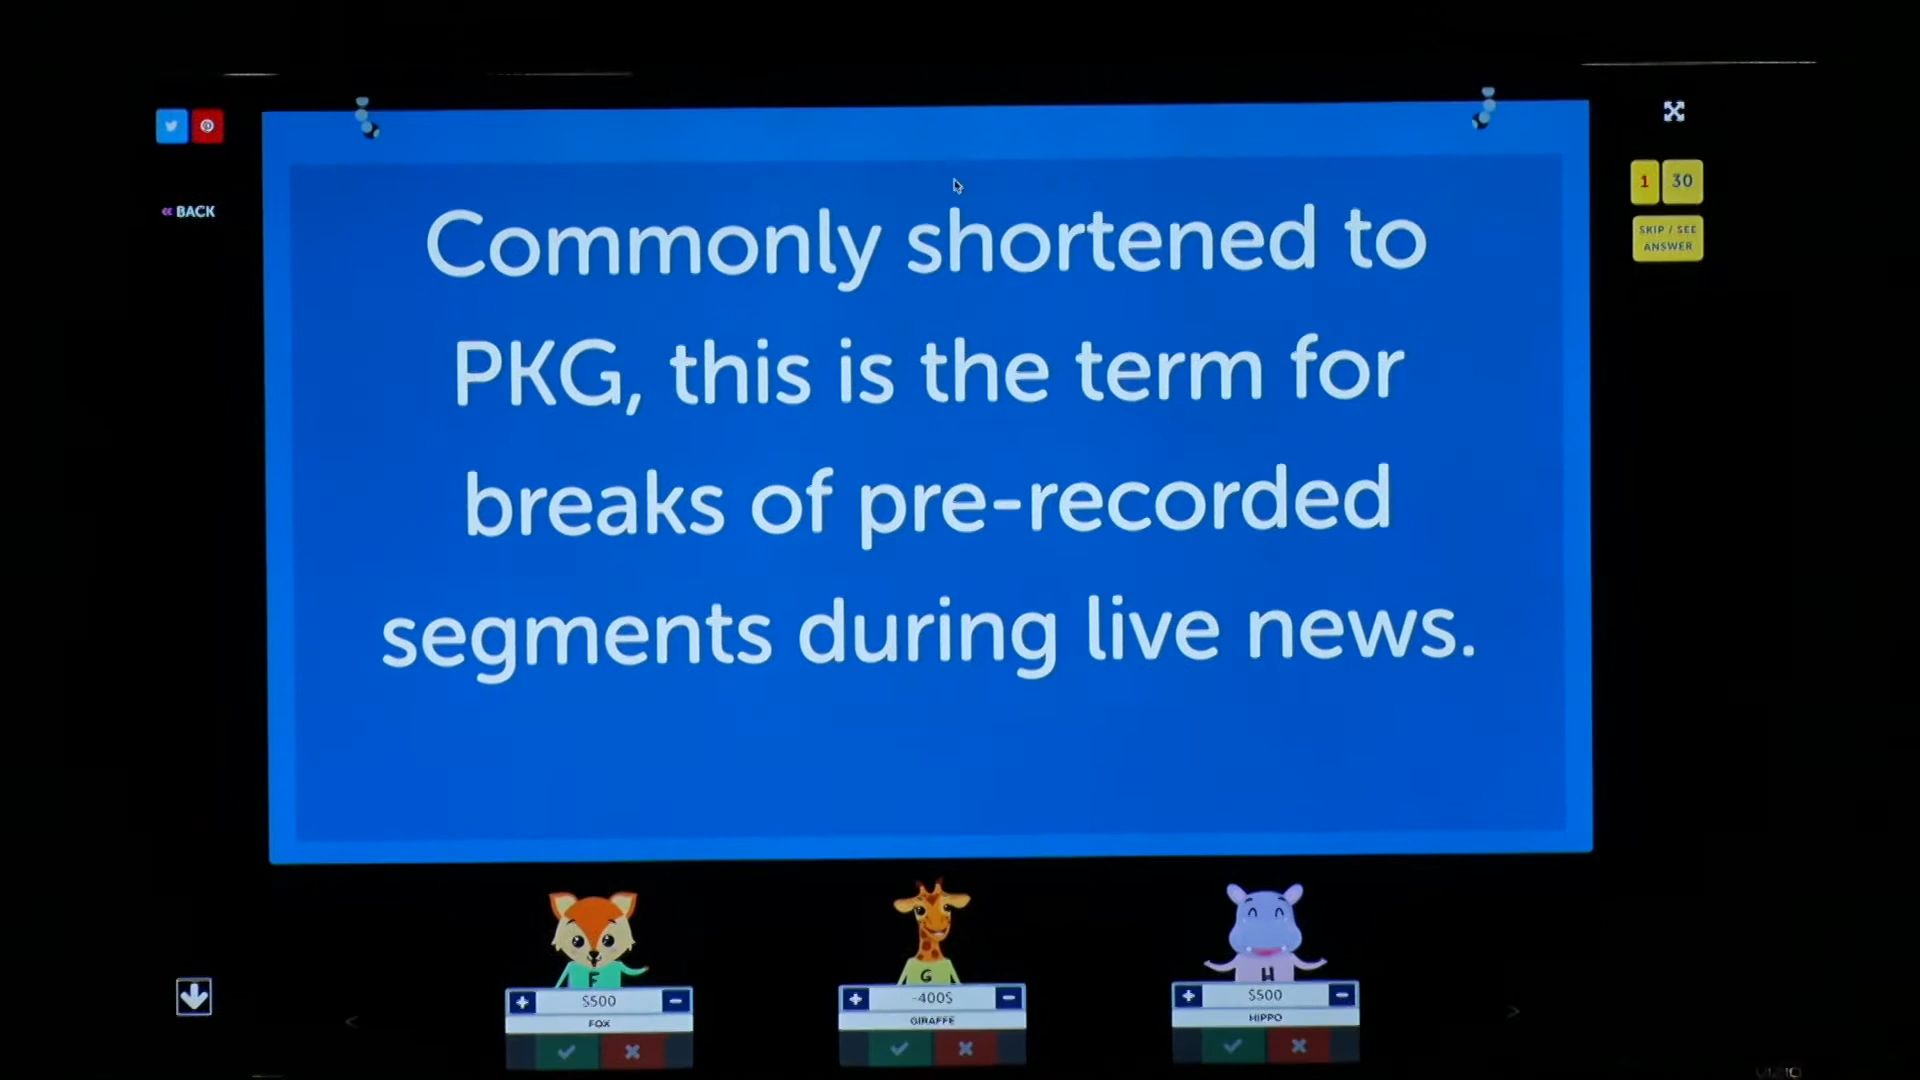 « BACK
1 30
SKIP / SEE
ANSWER
Commonly shortened to
PKG, this is the term for
breaks of pre-recorded
segments during live news.
F
G
H
+ $500 -
+ -400$ -
+ $500 -
FOX
GIRAFFE
HIPPO
VIZIO